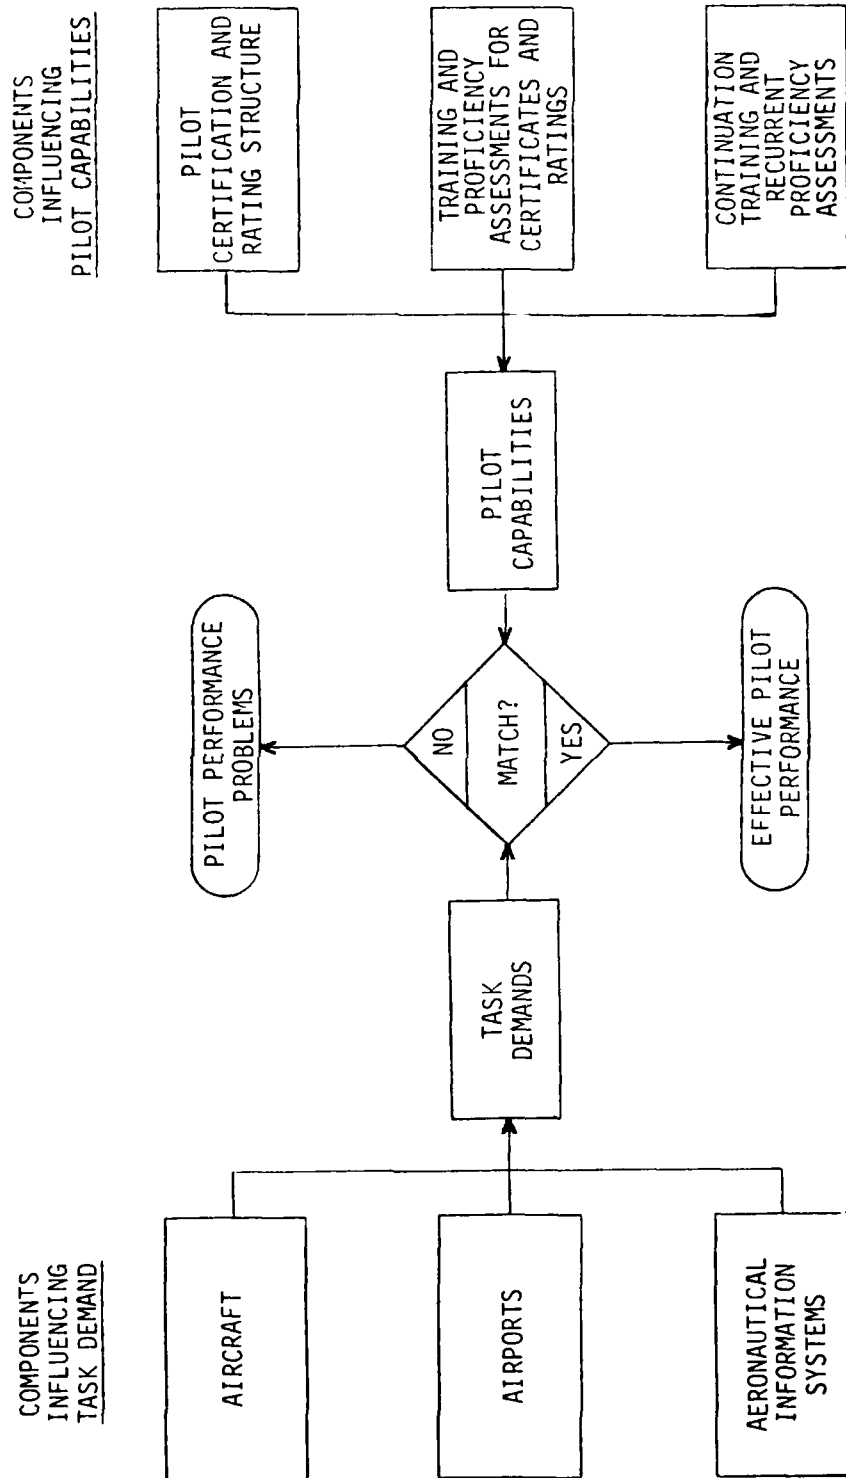 COMPONENTS
INFLUENCING
TASK DEMAND
AIRCRAFT
AIRPORTS
AERONAUTICAL
INFORMATION
SYSTEMS
TASK
DEMANDS
PILOT PERFORMANCE
PROBLEMS
NO
MATCH?
YES
EFFECTIVE PILOT
PERFORMANCE
PILOT
CAPABILITIES
COMPONENTS
INFLUENCING
PILOT CAPABILITIES
PILOT
CERTIFICATION AND
RATING STRUCTURE
TRAINING AND
PROFICIENCY
ASSESSMENTS FOR
CERTIFICATES AND
RATINGS
CONTINUATION
TRAINING AND
RECURRENT
PROFICIENCY
ASSESSMENTS